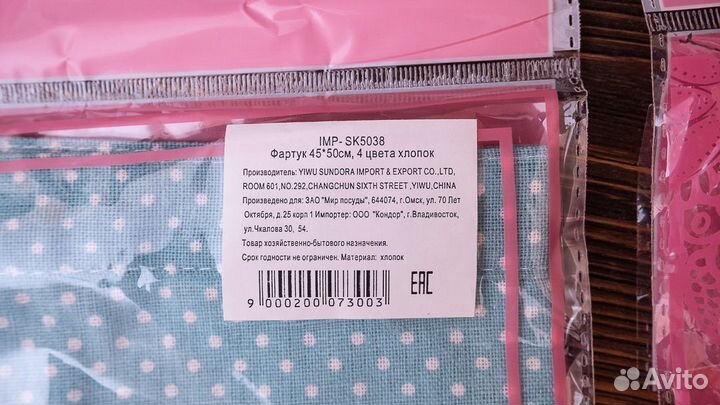 IMP- SK5038
Фартук 45*50см, 4 цвета хлопок
Производитель: YIWU SUNDORA IMPORT & EXPORT CO.,LTD,
ROOM 601,NO.292,CHANGCHUN SIXTH STREET ,YIWU,CHINA
Произведено для: ЗАО "Мир посуды", 644074, г.Омск, ул. 70 Лет
Октября, д.25 корп 1 Импортер: ООО "Кондор", г.Владивосток,
ул.Чкалова 30, 54.
Товар хозяйственно-бытового назначения.
Срок годности не ограничен. Материал: хлопок
9 000200 073003
EAC
Avito